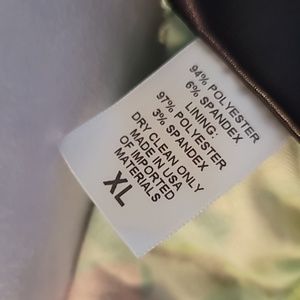 94% POLYESTER
6% SPANDEX
LINING:
97% POLYESTER
3% SPANDEX
DRY CLEAN ONLY
MADE IN USA
OF IMPORTED
MATERIALS
XL